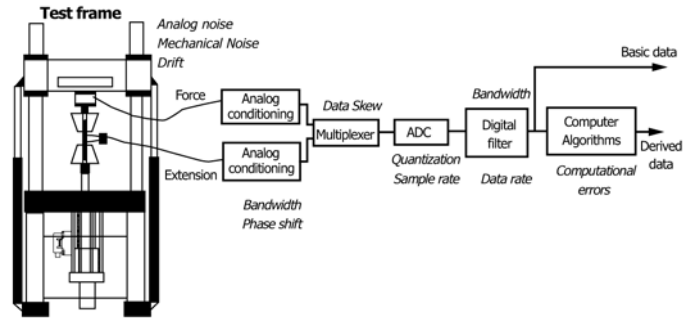 Test frame
Analog noise
Mechanical Noise
Drift
Force
Extension
Analog
conditioning
Analog
conditioning
Bandwidth
Phase shift
Data Skew
Multiplexer
ADC
Quantization
Sample rate
Bandwidth
Digital
filter
Data rate
Basic data
Computer
Algorithms
Computational
errors
Derived
data